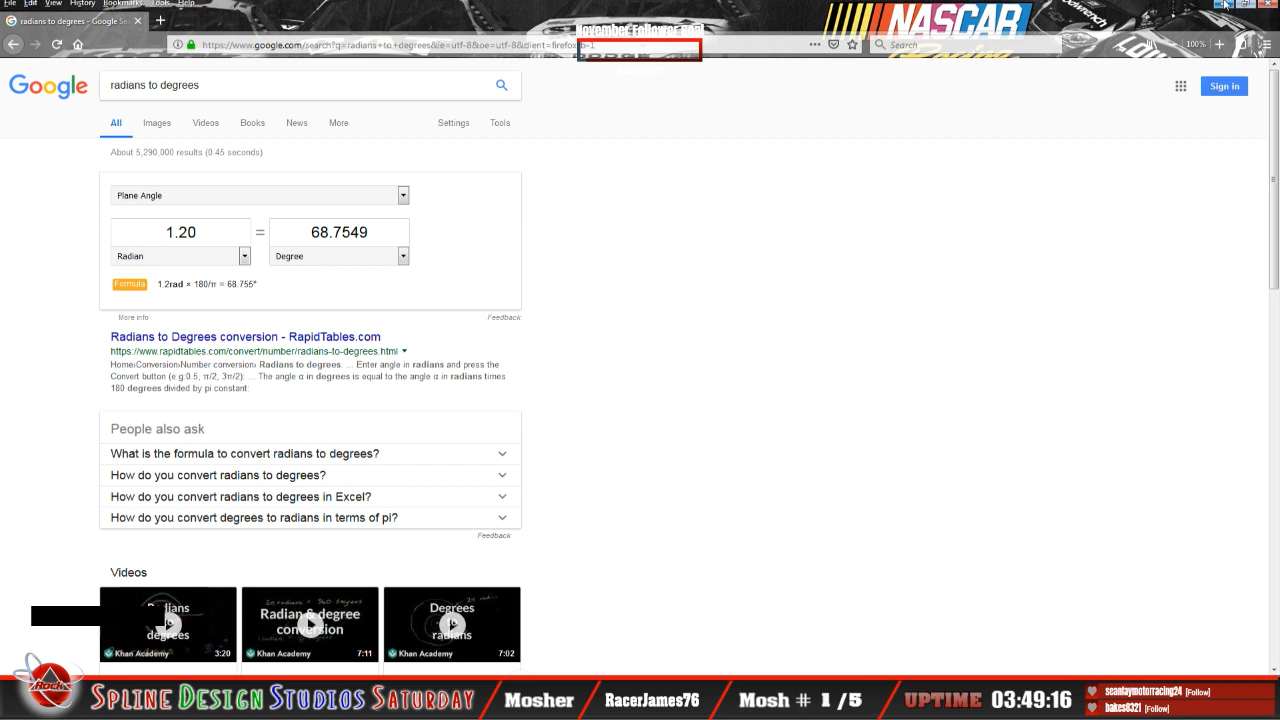 File Edit View History Bookmarks Tools Help
radians to degrees - Google Se
November Follower goal
NASCAR
Racing
https://www.google.com/search?q=radians+to+degrees&ie=utf-8&oe=utf-8&client=firefox-b-1
Search
100%
Google
radians to degrees
Sign in
All Images Videos Books News More Settings Tools
About 5,290,000 results (0.45 seconds)
Plane Angle
1.20 = 68.7549
Radian Degree
Formula 1.2rad × 180/π = 68.755°
More info Feedback
Radians to Degrees conversion - RapidTables.com
https://www.rapidtables.com/convert/number/radians-to-degrees.html
Home›Conversion›Number conversion› Radians to degrees. ... Enter angle in radians and press the
Convert button (e.g:0.5, π/2, 3π/2): ... The angle α in degrees is equal to the angle α in radians times
180 degrees divided by pi constant:
People also ask
What is the formula to convert radians to degrees?
How do you convert radians to degrees?
How do you convert radians to degrees in Excel?
How do you convert degrees to radians in terms of pi?
Feedback
Videos
Radians
degrees
Khan Academy 3:20
2π radians = 360 degrees
Radian & degree
conversion
Khan Academy 7:11
Degrees
radians
Khan Academy 7:02
Rock
Spline Design Studios Saturday
Mosher
RacerJames76
Mosh # 1 / 5
UPTIME 03:49:16
seanlaymotorracing24 [Follow]
bakes8321 [Follow]